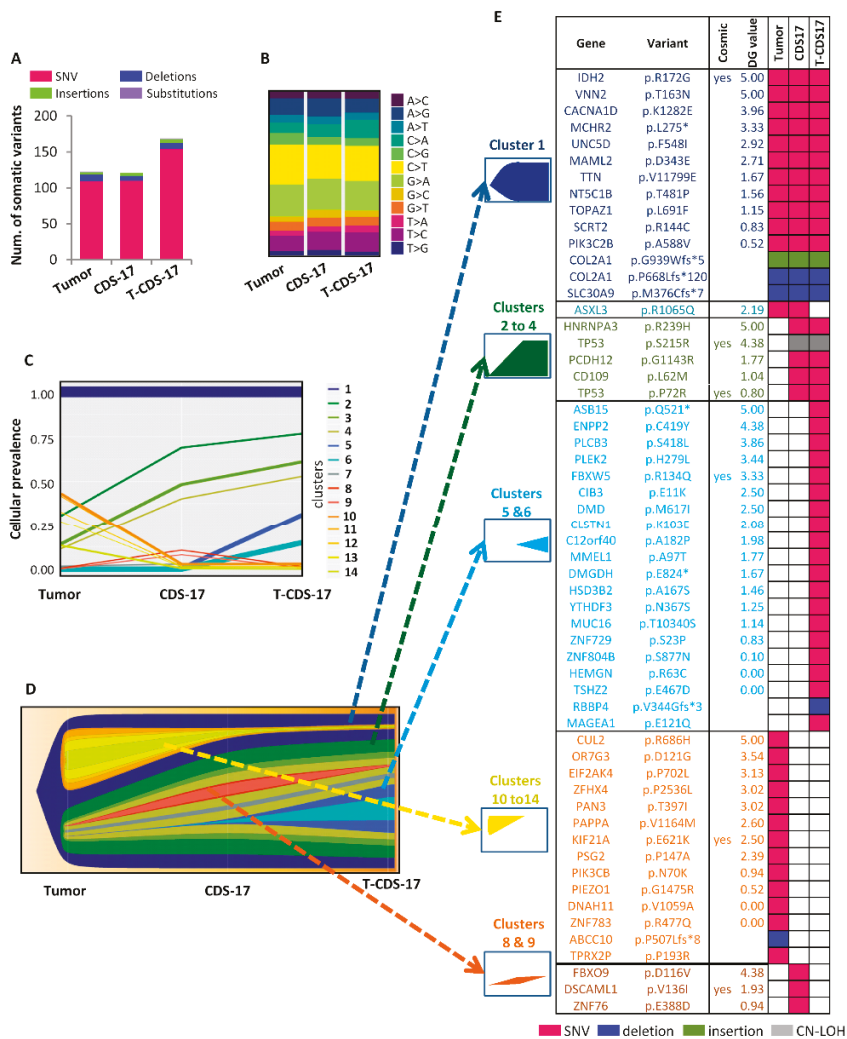 A
SNV
Deletions
Insertions
Substitutions
Num. of somatic variants
200
150
100
50
0
Tumor
CDS-17
T-CDS-17
B
A>C
A>G
A>T
C>A
C>G
C>T
G>A
G>C
G>T
T>A
T>C
T>G
Tumor
CDS-17
T-CDS-17
C
Cellular prevalence
1.00
0.75
0.50
0.25
0.00
Tumor
CDS-17
T-CDS-17
clusters
1
2
3
4
5
6
7
8
9
10
11
12
13
14
D
Tumor
CDS-17
T-CDS-17
Cluster 1
Clusters
2 to 4
Clusters
5 &6
Clusters
10 to14
Clusters
8 & 9
E
Gene Variant Cosmic DG value Tumor CDS17 T-CDS17
IDH2 p.R172G yes 5.00
VNN2 p.T163N 5.00
CACNA1D p.K1282E 3.96
MCHR2 p.L275* 3.33
UNC5D p.F548I 2.92
MAML2 p.D343E 2.71
TTN p.V11799E 1.67
NT5C1B p.T481P 1.56
TOPAZ1 p.L691F 1.15
SCRT2 p.R144C 0.83
PIK3C2B p.A588V 0.52
COL2A1 p.G939Wfs*5
COL2A1 p.P668Lfs*120
SLC30A9 p.M376Cfs*7
ASXL3 p.R1065Q 2.19
HNRNPA3 p.R239H 5.00
TP53 p.S215R yes 4.38
PCDH12 p.G1143R 1.77
CD109 p.L62M 1.04
TP53 p.P72R yes 0.80
ASB15 p.Q521* 5.00
ENPP2 p.C419Y 4.38
PLCB3 p.S418L 3.86
PLEK2 p.H279L 3.44
FBXW5 p.R134Q yes 3.33
CIB3 p.E11K 2.50
DMD p.M617I 2.50
CLSTN1 p.K103E 2.08
C12orf40 p.A182P 1.98
MMEL1 p.A97T 1.77
DMGDH p.E824* 1.67
HSD3B2 p.A167S 1.46
YTHDF3 p.N367S 1.25
MUC16 p.T10340S 1.14
ZNF729 p.S23P 0.83
ZNF804B p.S877N 0.10
HEMGN p.R63C 0.00
TSHZ2 p.E467D 0.00
RBBP4 p.V344Gfs*3
MAGEA1 p.E121Q
CUL2 p.R686H 5.00
OR7G3 p.D121G 3.54
EIF2AK4 p.P702L 3.13
ZFHX4 p.P2536L 3.02
PAN3 p.T397I 3.02
PAPPA p.V1164M 2.60
KIF21A p.E621K yes 2.50
PSG2 p.P147A 2.39
PIK3CB p.N70K 0.94
PIEZO1 p.G1475R 0.52
DNAH11 p.V1059A 0.00
ZNF783 p.R477Q 0.00
ABCC10 p.P507Lfs*8
TPRX2P p.P193R
FBXO9 p.D116V 4.38
DSCAML1 p.V136I yes 1.93
ZNF76 p.E388D 0.94
SNV deletion insertion CN-LOH